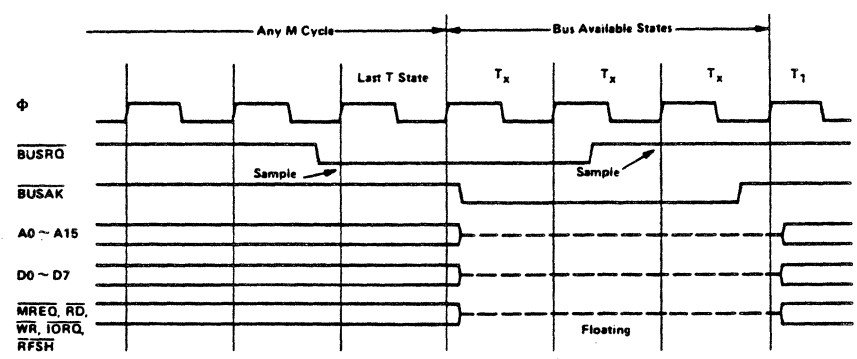 Any M Cycle
Bus Available States
Last T State
Tx
Tx
Tx
T1
Φ
BUSRQ
Sample
Sample
BUSAK
A0 ~ A15
D0 ~ D7
MREQ, RD,
WR, IORQ,
RFSH
Floating